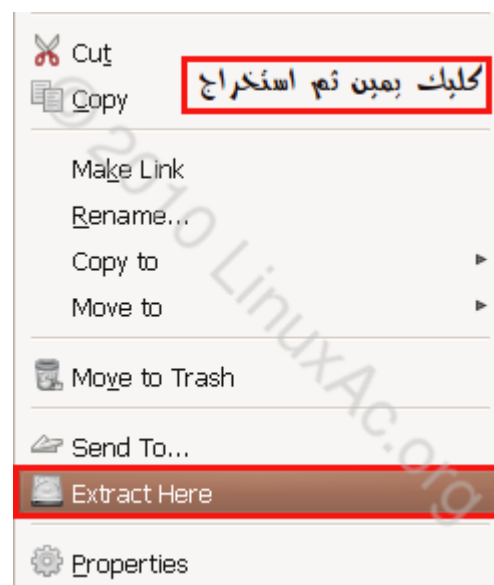 Cut
كليك يمين ثم استخراج
Copy
Make Link
Rename...
Copy to
Move to
Move to Trash
Send To...
Extract Here
Properties
© 2010 LinuxAc.org